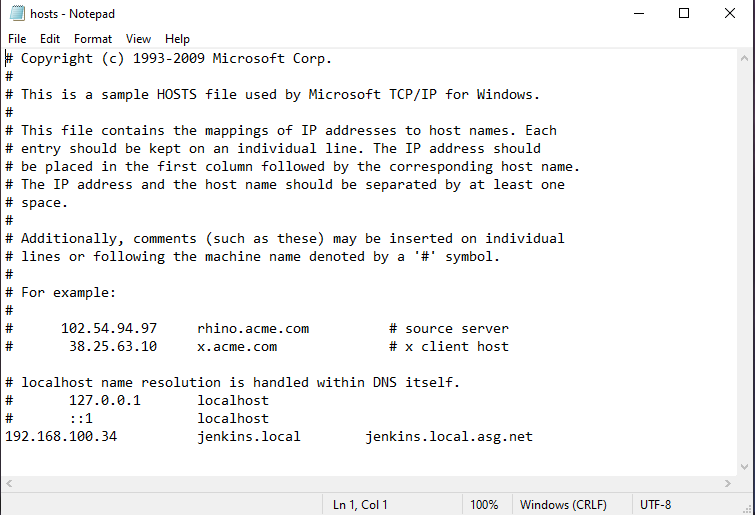 hosts - Notepad
File Edit Format View Help
# Copyright (c) 1993-2009 Microsoft Corp.
#
# This is a sample HOSTS file used by Microsoft TCP/IP for Windows.
#
# This file contains the mappings of IP addresses to host names. Each
# entry should be kept on an individual line. The IP address should
# be placed in the first column followed by the corresponding host name.
# The IP address and the host name should be separated by at least one
# space.
#
# Additionally, comments (such as these) may be inserted on individual
# lines or following the machine name denoted by a '#' symbol.
#
# For example:
#
#      102.54.94.97     rhino.acme.com          # source server
#       38.25.63.10     x.acme.com              # x client host

# localhost name resolution is handled within DNS itself.
#       127.0.0.1       localhost
#       ::1             localhost
192.168.100.34          jenkins.local        jenkins.local.asg.net
Ln 1, Col 1 100% Windows (CRLF) UTF-8